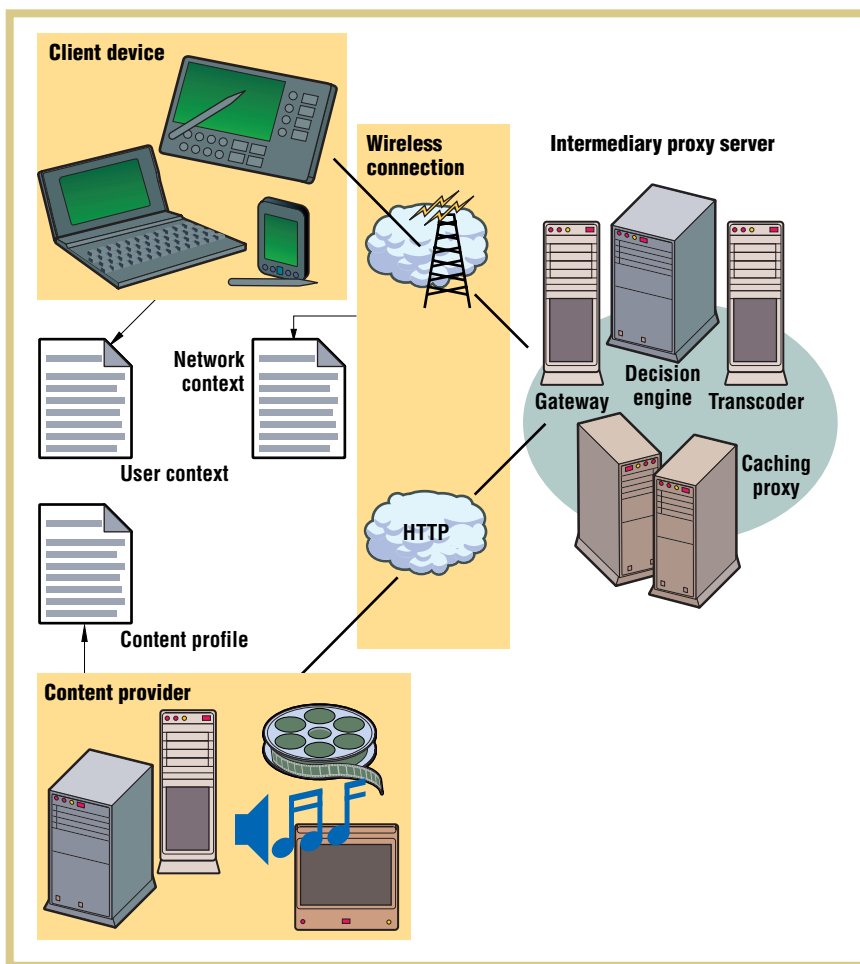 Client device
Wireless
connection
Intermediary proxy server
Network
context
User context
Gateway
Decision
engine
Transcoder
Caching
proxy
HTTP
Content profile
Content provider